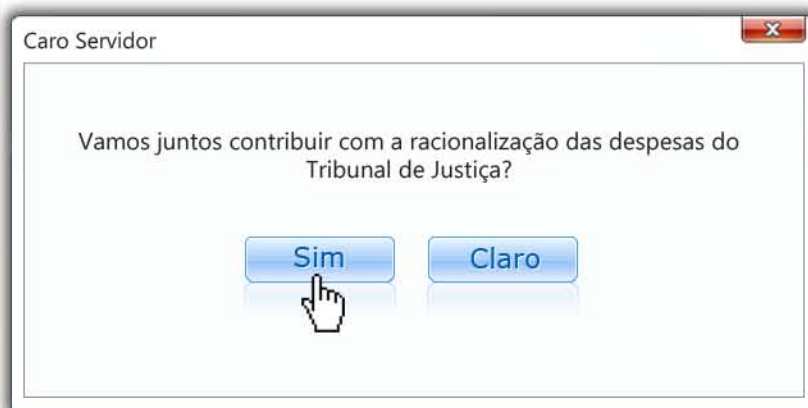 Caro Servidor
Vamos juntos contribuir com a racionalização das despesas do
Tribunal de Justiça?
Sim
Claro